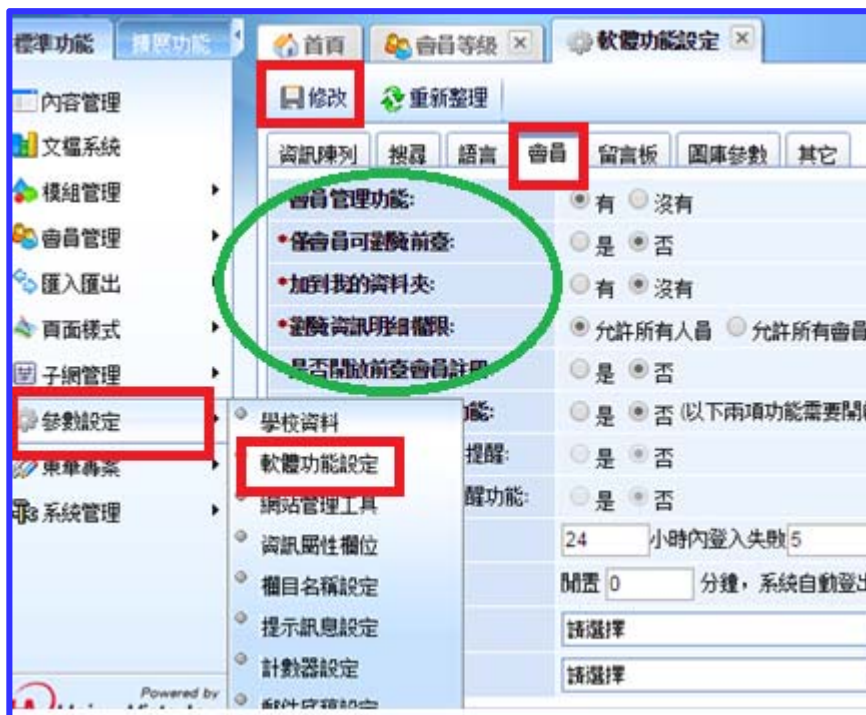 標準功能 擴展功能 首頁 會員等級 軟體功能設定
修改 重新整理
資訊陳列 搜尋 語言 會員 留言板 圖庫參數 其它
內容管理
文檔系統
模組管理
會員管理
匯入匯出
頁面樣式
子網管理
參數設定
東華專案
系統管理
會員管理功能: 有 沒有
*僅會員可瀏覽前臺: 是 否
*加到我的資料夾: 有 沒有
*瀏覽資訊明細權限: 允許所有人員 允許所有會員
是否開放前臺會員註冊: 是 否
功能: 是 否 (以下兩項功能需要開
提醒: 是 否
醒功能: 是 否
24 小時內登入失敗 5
閒置 0 分鐘，系統自動登出
請選擇
請選擇
學校資料
軟體功能設定
網站管理工具
資訊屬性欄位
欄目名稱設定
提示訊息設定
計數器設定
郵件底稿設定
Powered by